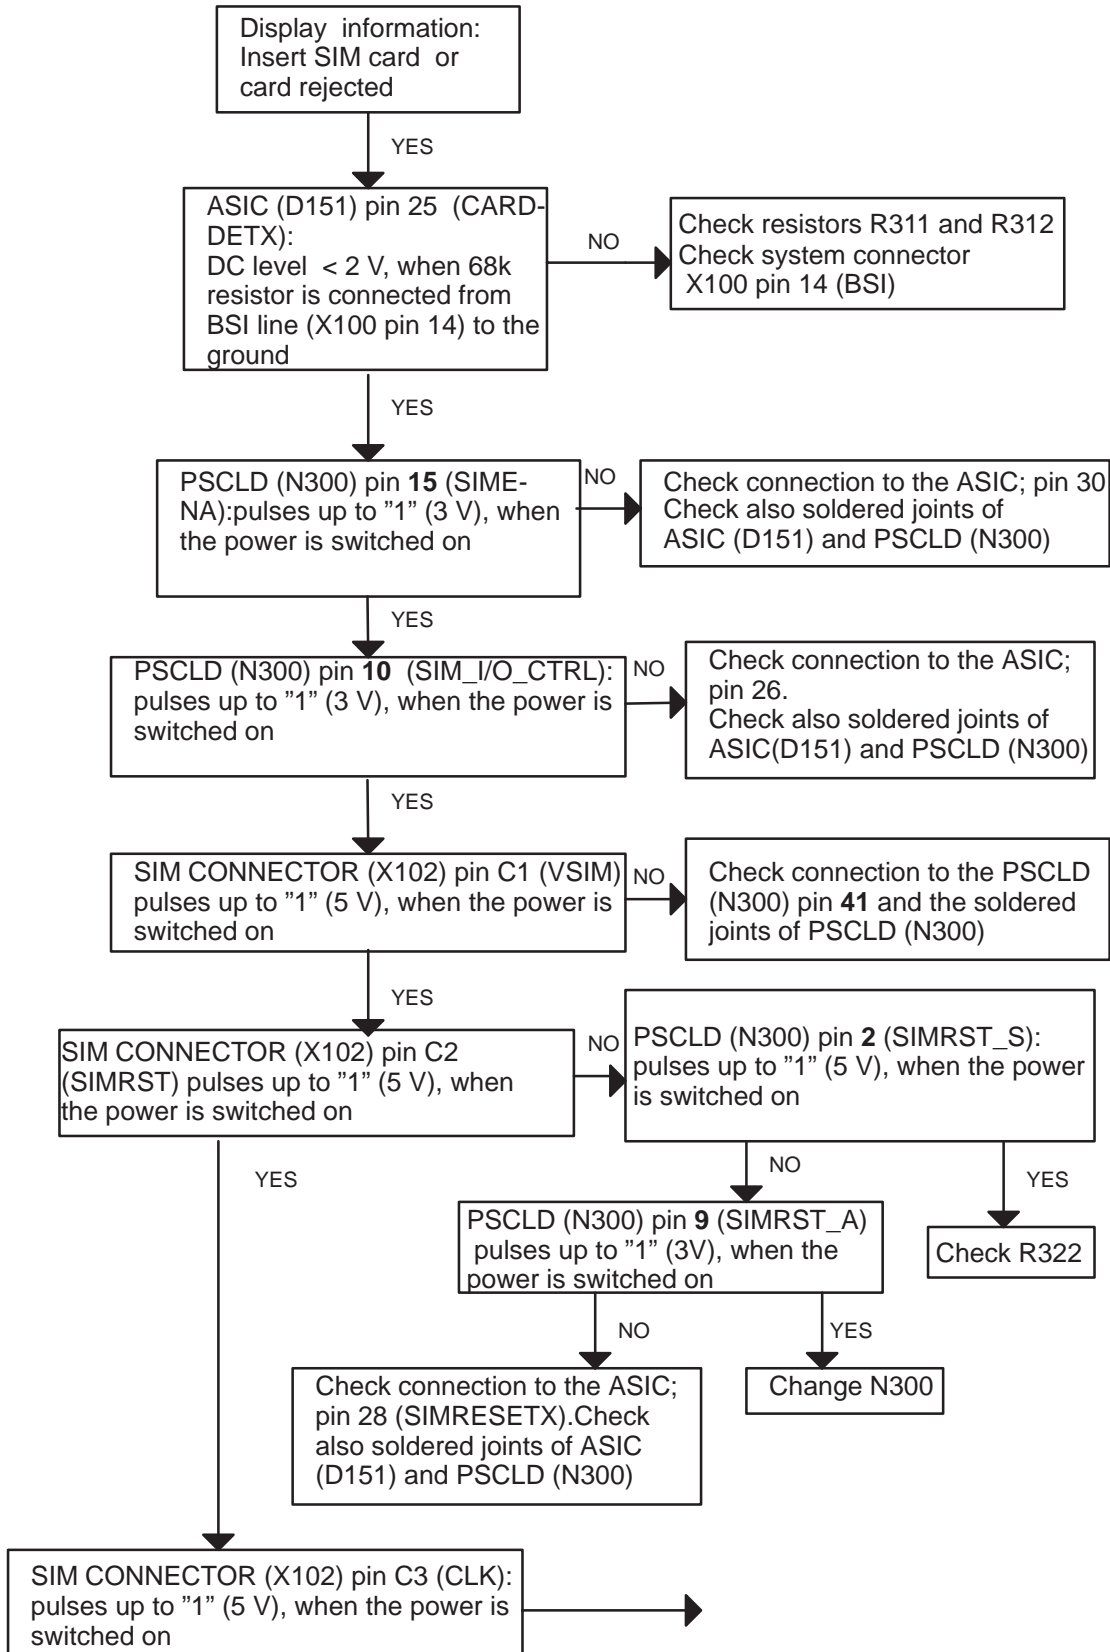 Display information:
Insert SIM card or
card rejected
YES
ASIC (D151) pin 25 (CARD-
DETX):
DC level < 2 V, when 68k
resistor is connected from
BSI line (X100 pin 14) to the
ground
NO
Check resistors R311 and R312
Check system connector
X100 pin 14 (BSI)
YES
PSCLD (N300) pin 15 (SIME-
NA):pulses up to ”1” (3 V), when
the power is switched on
NO
Check connection to the ASIC; pin 30
Check also soldered joints of
ASIC (D151) and PSCLD (N300)
YES
PSCLD (N300) pin 10 (SIM_I/O_CTRL):
pulses up to ”1” (3 V), when the power is
switched on
NO
Check connection to the ASIC;
pin 26.
Check also soldered joints of
ASIC(D151) and PSCLD (N300)
YES
SIM CONNECTOR (X102) pin C1 (VSIM)
pulses up to ”1” (5 V), when the power is
switched on
NO
Check connection to the PSCLD
(N300) pin 41 and the soldered
joints of PSCLD (N300)
YES
SIM CONNECTOR (X102) pin C2
(SIMRST) pulses up to ”1” (5 V), when
the power is switched on
NO
PSCLD (N300) pin 2 (SIMRST_S):
pulses up to ”1” (5 V), when the power
is switched on
YES
NO
YES
PSCLD (N300) pin 9 (SIMRST_A)
pulses up to ”1” (3V), when the
power is switched on
Check R322
NO
YES
Check connection to the ASIC;
pin 28 (SIMRESETX).Check
also soldered joints of ASIC
(D151) and PSCLD (N300)
Change N300
SIM CONNECTOR (X102) pin C3 (CLK):
pulses up to ”1” (5 V), when the power is
switched on